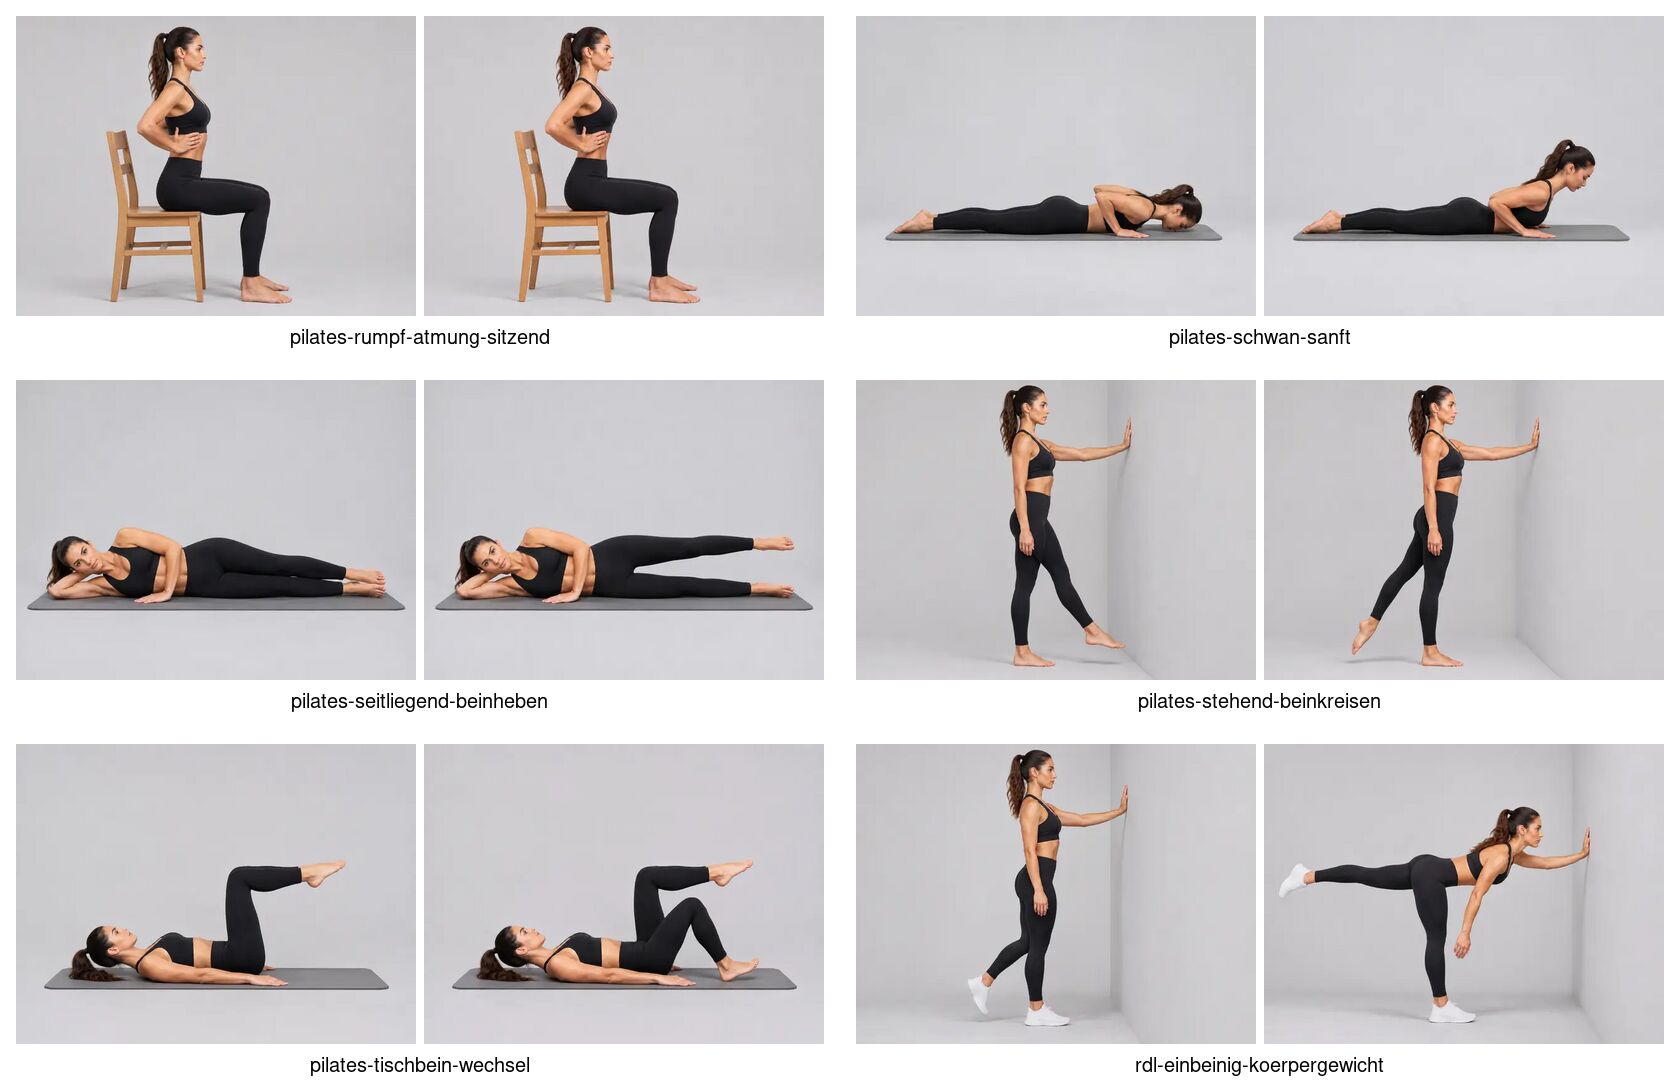 pilates-rumpf-atmung-sitzend
pilates-schwan-sanft
pilates-seitliegend-beinheben
pilates-stehend-beinkreisen
pilates-tischbein-wechsel
rdl-einbeinig-koerpergewicht